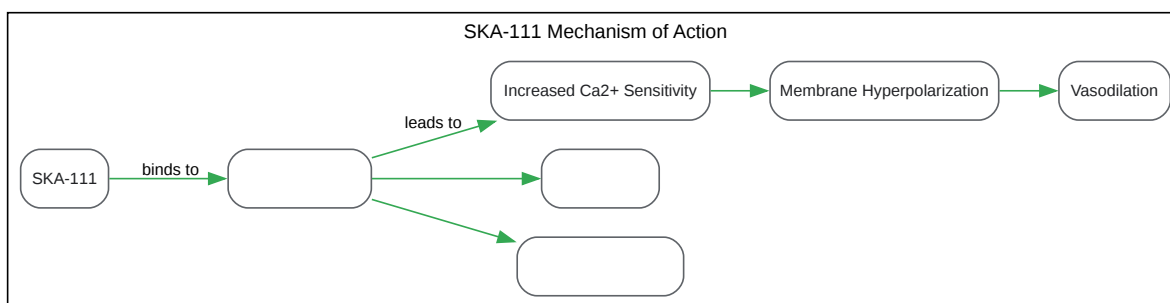 SKA-111 Mechanism of Action
Increased Ca2+ Sensitivity
Membrane Hyperpolarization
Vasodilation
leads to
SKA-111
binds to